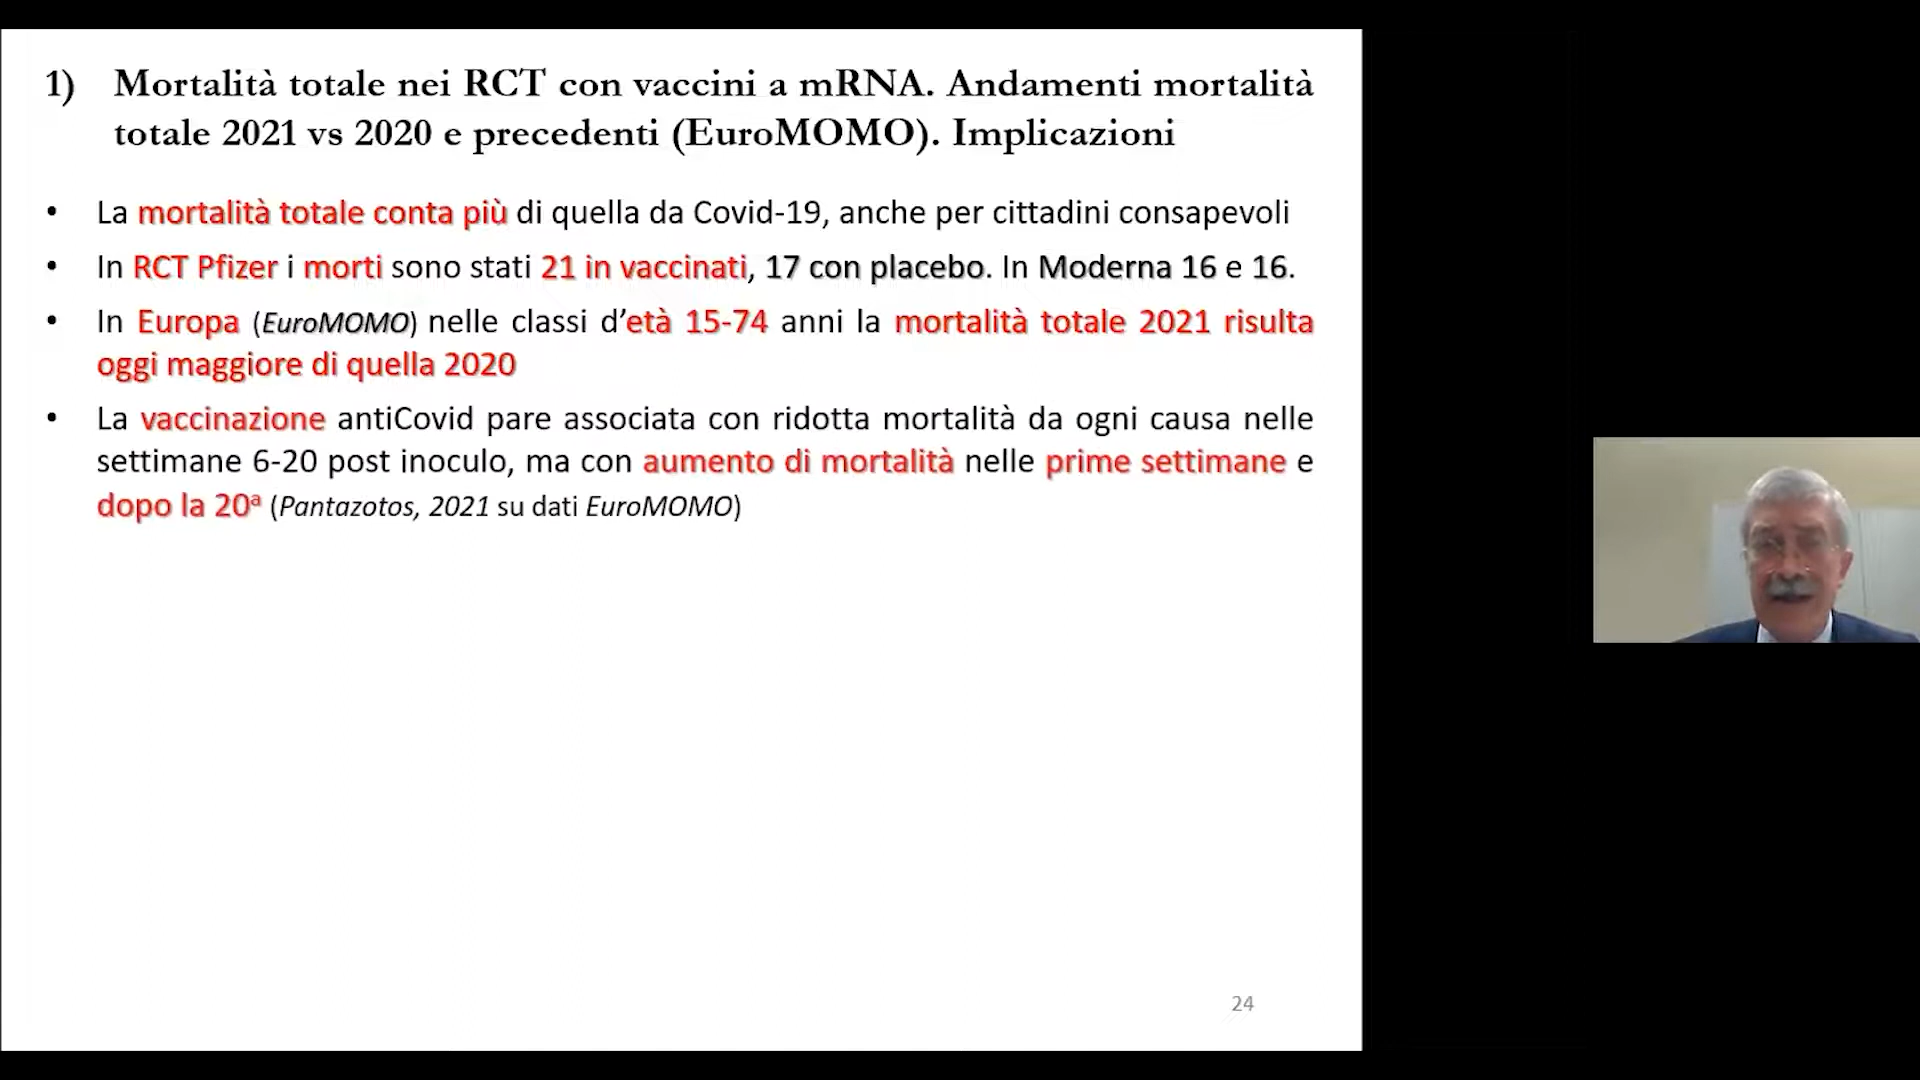 1) Mortalità totale nei RCT con vaccini a mRNA. Andamenti mortalità
totale 2021 vs 2020 e precedenti (EuroMOMO). Implicazioni
• La mortalità totale conta più di quella da Covid-19, anche per cittadini consapevoli
• In RCT Pfizer i morti sono stati 21 in vaccinati, 17 con placebo. In Moderna 16 e 16.
• In Europa (EuroMOMO) nelle classi d’età 15-74 anni la mortalità totale 2021 risulta
oggi maggiore di quella 2020
• La vaccinazione antiCovid pare associata con ridotta mortalità da ogni causa nelle
settimane 6-20 post inoculo, ma con aumento di mortalità nelle prime settimane e
dopo la 20ª (Pantazotos, 2021 su dati EuroMOMO)
24